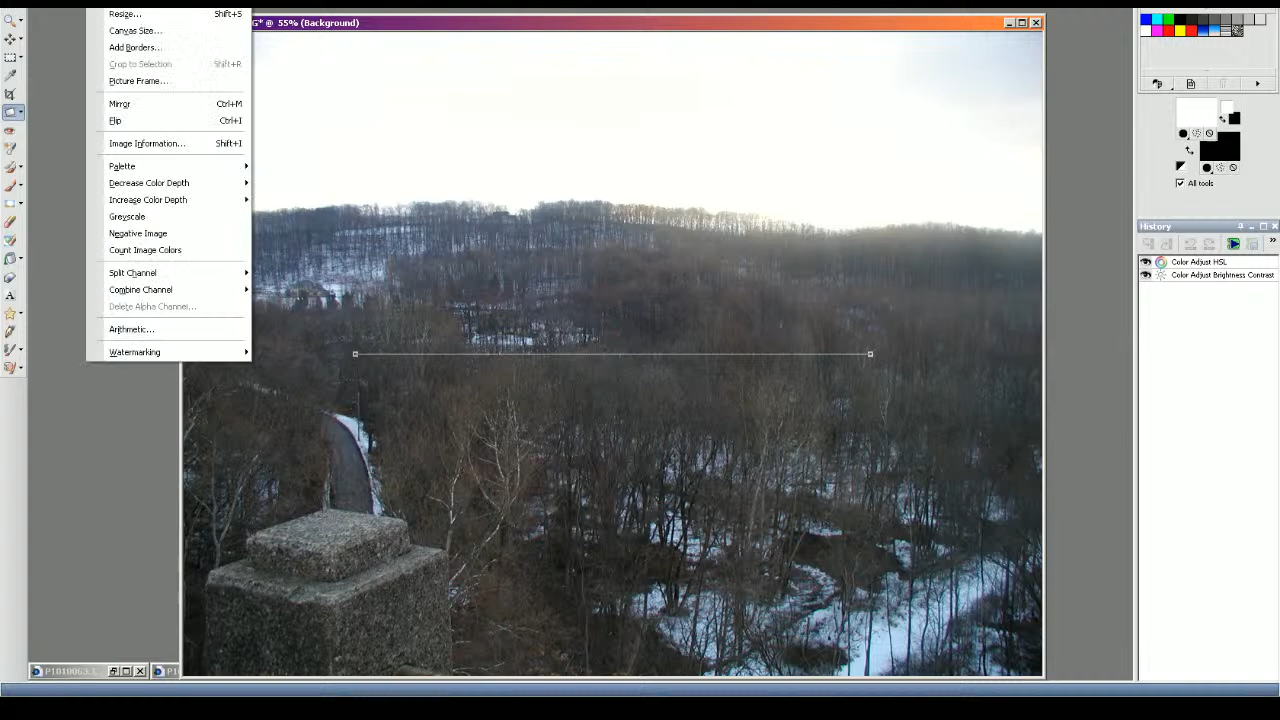 Resize... Shift+S
G* @ 55% (Background)
Canvas Size...
Add Borders...
Crop to Selection Shift+R
Picture Frame...
Mirror Ctrl+M
Flip Ctrl+I
Image Information... Shift+I
Palette
Decrease Color Depth
Increase Color Depth
Greyscale
Negative Image
Count Image Colors
Split Channel
Combine Channel
Delete Alpha Channel...
Arithmetic...
Watermarking
All tools
History
Color Adjust HSL
Color Adjust Brightness Contrast
P1010063.J
P1